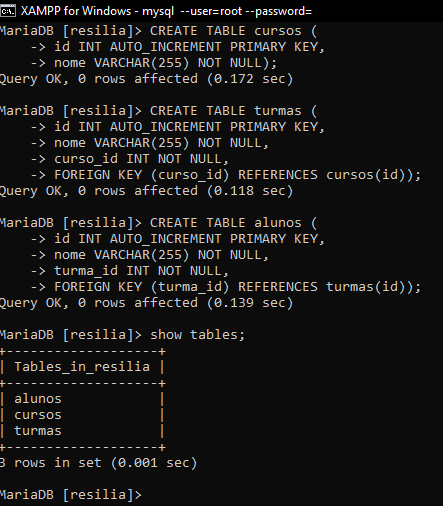 XAMPP for Windows - mysql --user=root --password=
MariaDB [resilia]> CREATE TABLE cursos (
    -> id INT AUTO_INCREMENT PRIMARY KEY,
    -> nome VARCHAR(255) NOT NULL);
Query OK, 0 rows affected (0.172 sec)

MariaDB [resilia]> CREATE TABLE turmas (
    -> id INT AUTO_INCREMENT PRIMARY KEY,
    -> nome VARCHAR(255) NOT NULL,
    -> curso_id INT NOT NULL,
    -> FOREIGN KEY (curso_id) REFERENCES cursos(id));
Query OK, 0 rows affected (0.118 sec)

MariaDB [resilia]> CREATE TABLE alunos (
    -> id INT AUTO_INCREMENT PRIMARY KEY,
    -> nome VARCHAR(255) NOT NULL,
    -> turma_id INT NOT NULL,
    -> FOREIGN KEY (turma_id) REFERENCES turmas(id));
Query OK, 0 rows affected (0.139 sec)

MariaDB [resilia]> show tables;
+-------------------+
| Tables_in_resilia |
+-------------------+
| alunos            |
| cursos            |
| turmas            |
+-------------------+
3 rows in set (0.001 sec)

MariaDB [resilia]>